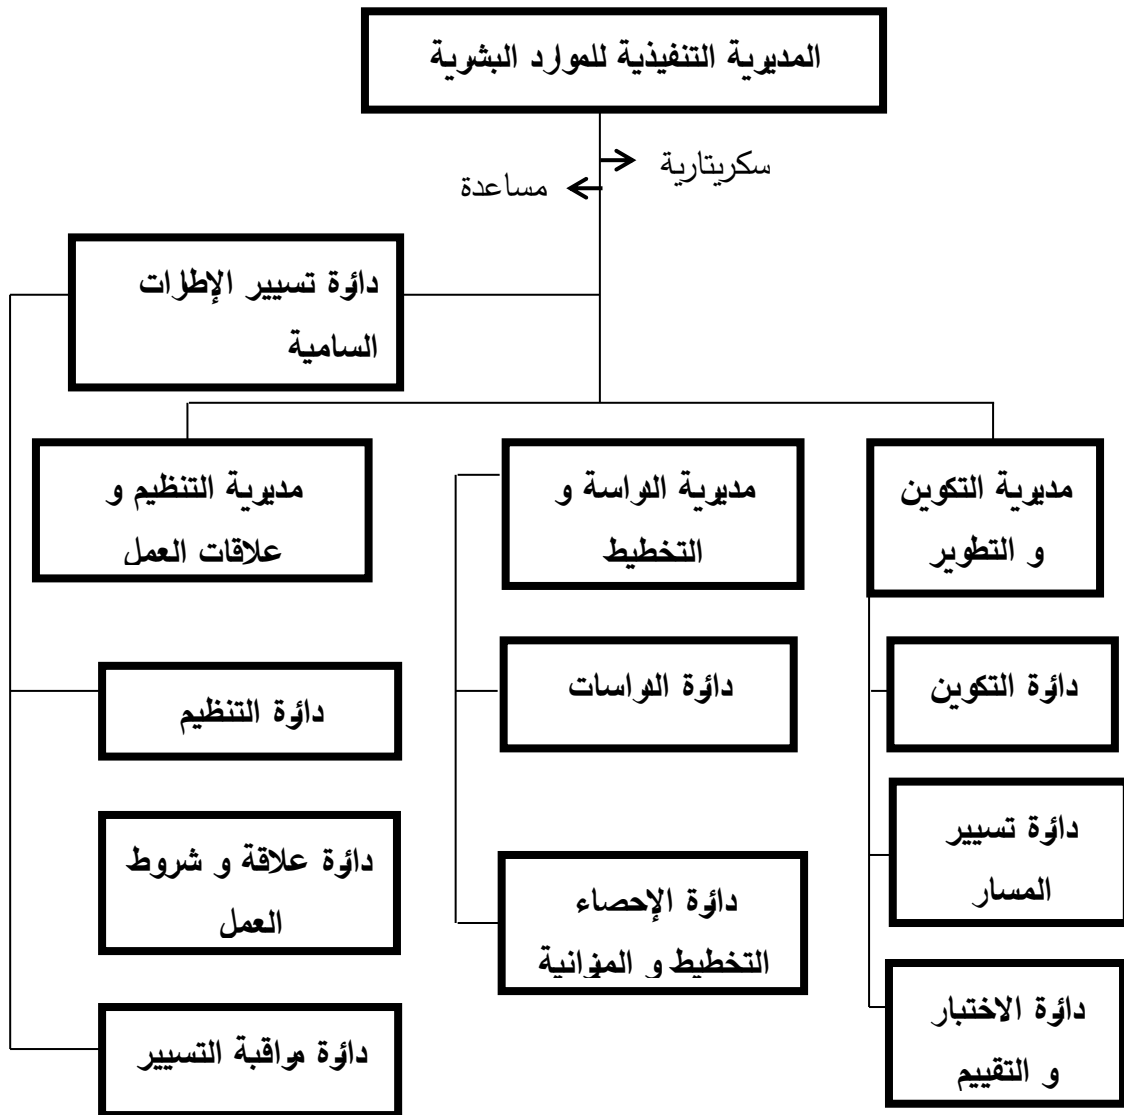 المديرية التنفيذية للموارد البشرية
سكريتارية
مساعدة
دائرة تسيير الإطارات
السامية
مديرية التكوين
و التطوير
مديرية الدراسة و
التخطيط
مديرية التنظيم و
علاقات العمل
دائرة التكوين
دائرة الدراسات
دائرة التنظيم
دائرة تسيير
المسار
دائرة الإحصاء
التخطيط و الميزانية
دائرة علاقة و شروط
العمل
دائرة الاختبار
و التقييم
دائرة مراقبة التسيير